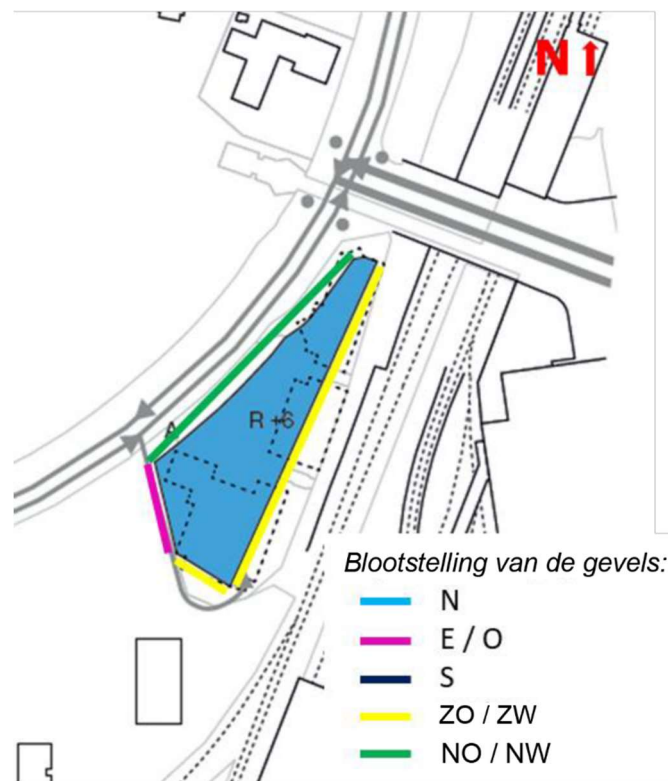 N
A
R +6
Blootstelling van de gevels:
N
E / O
S
ZO / ZW
NO / NW